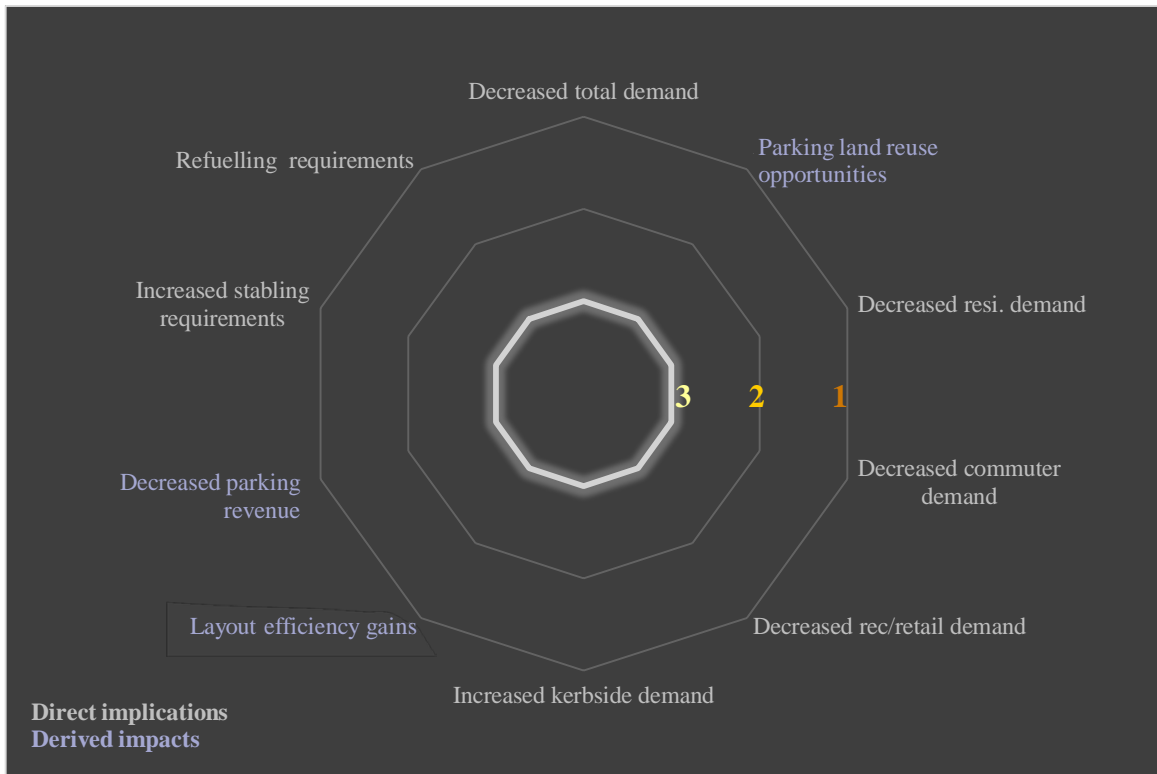 Decreased total demand
Refuelling requirements
Parking land reuse
opportunities
Increased stabling
requirements
Decreased resi. demand
3 2 1
Decreased parking
revenue
Decreased commuter
demand
Layout efficiency gains
Decreased rec/retail demand
Increased kerbside demand
Direct implications
Derived impacts